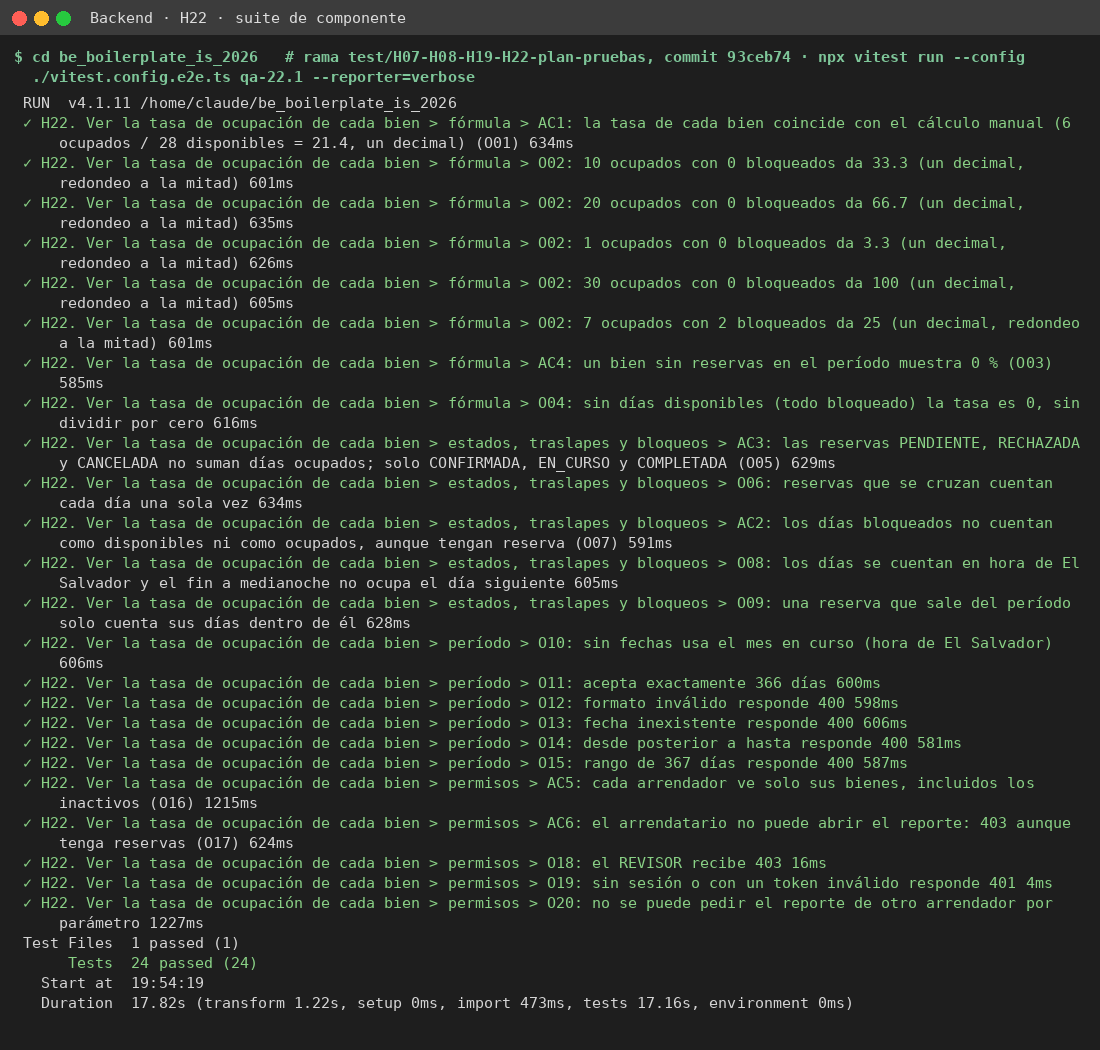 Backend · H22 · suite de componente
$ cd be_boilerplate_is_2026   # rama test/H07-H08-H19-H22-plan-pruebas, commit 93ceb74 · npx vitest run --config
./vitest.config.e2e.ts qa-22.1 --reporter=verbose
RUN  v4.1.11 /home/claude/be_boilerplate_is_2026
✓ H22. Ver la tasa de ocupación de cada bien > fórmula > AC1: la tasa de cada bien coincide con el cálculo manual (6
ocupados / 28 disponibles = 21.4, un decimal) (O01) 634ms
✓ H22. Ver la tasa de ocupación de cada bien > fórmula > O02: 10 ocupados con 0 bloqueados da 33.3 (un decimal,
redondeo a la mitad) 601ms
✓ H22. Ver la tasa de ocupación de cada bien > fórmula > O02: 20 ocupados con 0 bloqueados da 66.7 (un decimal,
redondeo a la mitad) 635ms
✓ H22. Ver la tasa de ocupación de cada bien > fórmula > O02: 1 ocupados con 0 bloqueados da 3.3 (un decimal,
redondeo a la mitad) 626ms
✓ H22. Ver la tasa de ocupación de cada bien > fórmula > O02: 30 ocupados con 0 bloqueados da 100 (un decimal,
redondeo a la mitad) 605ms
✓ H22. Ver la tasa de ocupación de cada bien > fórmula > O02: 7 ocupados con 2 bloqueados da 25 (un decimal, redondeo
a la mitad) 601ms
✓ H22. Ver la tasa de ocupación de cada bien > fórmula > AC4: un bien sin reservas en el período muestra 0 % (O03)
585ms
✓ H22. Ver la tasa de ocupación de cada bien > fórmula > O04: sin días disponibles (todo bloqueado) la tasa es 0, sin
dividir por cero 616ms
✓ H22. Ver la tasa de ocupación de cada bien > estados, traslapes y bloqueos > AC3: las reservas PENDIENTE, RECHAZADA
y CANCELADA no suman días ocupados; solo CONFIRMADA, EN_CURSO y COMPLETADA (O05) 629ms
✓ H22. Ver la tasa de ocupación de cada bien > estados, traslapes y bloqueos > O06: reservas que se cruzan cuentan
cada día una sola vez 634ms
✓ H22. Ver la tasa de ocupación de cada bien > estados, traslapes y bloqueos > AC2: los días bloqueados no cuentan
como disponibles ni como ocupados, aunque tengan reserva (O07) 591ms
✓ H22. Ver la tasa de ocupación de cada bien > estados, traslapes y bloqueos > O08: los días se cuentan en hora de El
Salvador y el fin a medianoche no ocupa el día siguiente 605ms
✓ H22. Ver la tasa de ocupación de cada bien > estados, traslapes y bloqueos > O09: una reserva que sale del período
solo cuenta sus días dentro de él 628ms
✓ H22. Ver la tasa de ocupación de cada bien > período > O10: sin fechas usa el mes en curso (hora de El Salvador)
606ms
✓ H22. Ver la tasa de ocupación de cada bien > período > O11: acepta exactamente 366 días 600ms
✓ H22. Ver la tasa de ocupación de cada bien > período > O12: formato inválido responde 400 598ms
✓ H22. Ver la tasa de ocupación de cada bien > período > O13: fecha inexistente responde 400 606ms
✓ H22. Ver la tasa de ocupación de cada bien > período > O14: desde posterior a hasta responde 400 581ms
✓ H22. Ver la tasa de ocupación de cada bien > período > O15: rango de 367 días responde 400 587ms
✓ H22. Ver la tasa de ocupación de cada bien > permisos > AC5: cada arrendador ve solo sus bienes, incluidos los
inactivos (O16) 1215ms
✓ H22. Ver la tasa de ocupación de cada bien > permisos > AC6: el arrendatario no puede abrir el reporte: 403 aunque
tenga reservas (O17) 624ms
✓ H22. Ver la tasa de ocupación de cada bien > permisos > O18: el REVISOR recibe 403 16ms
✓ H22. Ver la tasa de ocupación de cada bien > permisos > O19: sin sesión o con un token inválido responde 401 4ms
✓ H22. Ver la tasa de ocupación de cada bien > permisos > O20: no se puede pedir el reporte de otro arrendador por
parámetro 1227ms
Test Files  1 passed (1)
Tests  24 passed (24)
Start at  19:54:19
Duration  17.82s (transform 1.22s, setup 0ms, import 473ms, tests 17.16s, environment 0ms)